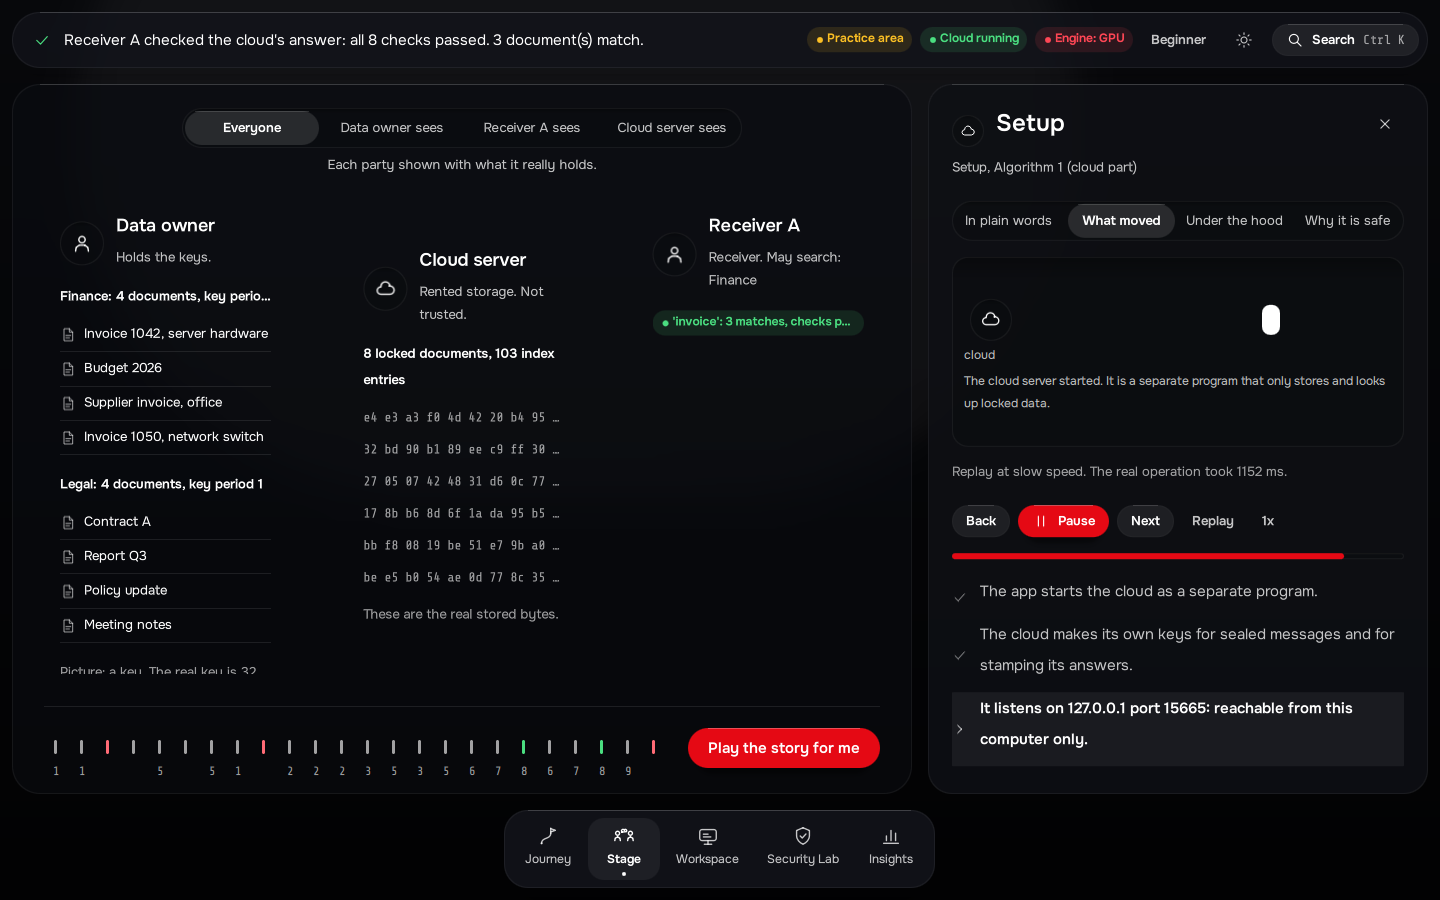 Receiver A checked the cloud's answer: all 8 checks passed. 3 document(s) match.
Practice area
Cloud running
Engine: GPU
Beginner
Search Ctrl K
Everyone
Data owner sees
Receiver A sees
Cloud server sees
Each party shown with what it really holds.
Data owner
Holds the keys.
Finance: 4 documents, key perio...
Invoice 1042, server hardware
Budget 2026
Supplier invoice, office
Invoice 1050, network switch
Legal: 4 documents, key period 1
Contract A
Report Q3
Policy update
Meeting notes
Picture: a key. The real key is 32
Cloud server
Rented storage. Not
trusted.
8 locked documents, 103 index
entries
e4 e3 a3 f0 4d 42 20 b4 95 …
32 bd 90 b1 89 ee c9 ff 30 …
27 05 07 42 48 31 d6 0c 77 …
17 8b b6 8d 6f 1a da 95 b5 …
bb f8 08 19 be 51 e7 9b a0 …
be e5 b0 54 ae 0d 77 8c 35 …
These are the real stored bytes.
Receiver A
Receiver. May search:
Finance
'invoice': 3 matches, checks p...
1 1 5 5 1 2 2 2 3 5 3 5 6 7 8 6 7 8 9
Play the story for me
Setup
Setup, Algorithm 1 (cloud part)
In plain words
What moved
Under the hood
Why it is safe
cloud
The cloud server started. It is a separate program that only stores and looks
up locked data.
Replay at slow speed. The real operation took 1152 ms.
Back
Pause
Next
Replay
1x
The app starts the cloud as a separate program.
The cloud makes its own keys for sealed messages and for
stamping its answers.
It listens on 127.0.0.1 port 15665: reachable from this
computer only.
Journey
Stage
Workspace
Security Lab
Insights